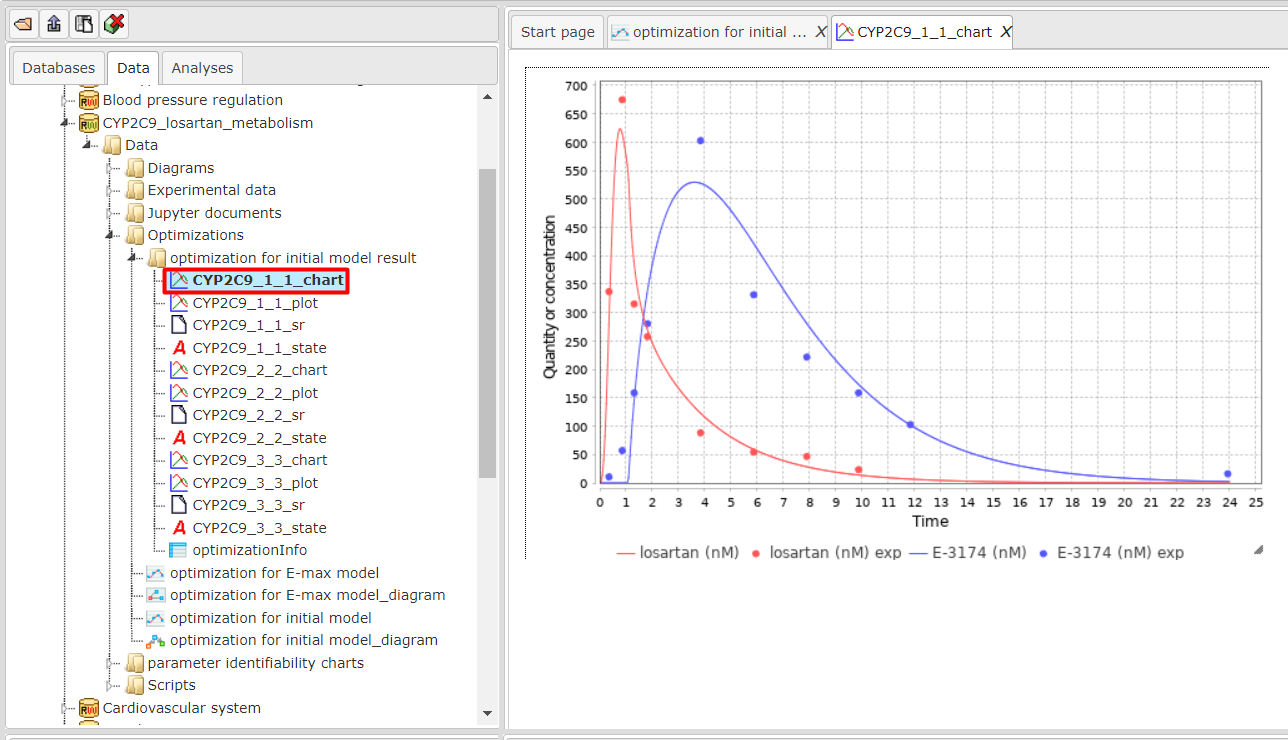 Databases Data Analyses
Blood pressure regulation
CYP2C9_losartan_metabolism
Data
Diagrams
Experimental data
Jupyter documents
Optimizations
optimization for initial model result
CYP2C9_1_1_chart
CYP2C9_1_1_plot
CYP2C9_1_1_sr
CYP2C9_1_1_state
CYP2C9_2_2_chart
CYP2C9_2_2_plot
CYP2C9_2_2_sr
CYP2C9_2_2_state
CYP2C9_3_3_chart
CYP2C9_3_3_plot
CYP2C9_3_3_sr
CYP2C9_3_3_state
optimizationInfo
optimization for E-max model
optimization for E-max model_diagram
optimization for initial model
optimization for initial model_diagram
parameter identifiability charts
Scripts
Cardiovascular system
Start page optimization for initial ... X CYP2C9_1_1_chart X
Quantity or concentration
700
650
600
550
500
450
400
350
300
250
200
150
100
50
0
0 1 2 3 4 5 6 7 8 9 10 11 12 13 14 15 16 17 18 19 20 21 22 23 24 25
Time
losartan (nM) losartan (nM) exp E-3174 (nM) E-3174 (nM) exp